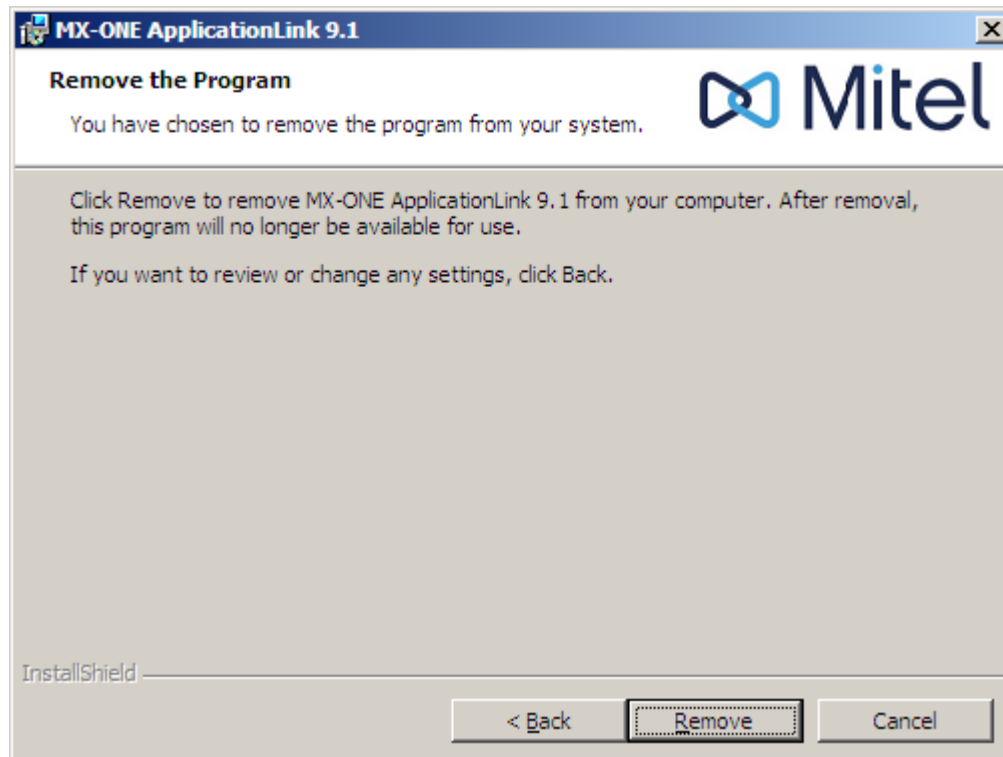 MX-ONE ApplicationLink 9.1
Remove the Program
You have chosen to remove the program from your system.
Mitel
Click Remove to remove MX-ONE ApplicationLink 9.1 from your computer. After removal,
this program will no longer be available for use.
If you want to review or change any settings, click Back.
InstallShield
< Back
Remove
Cancel